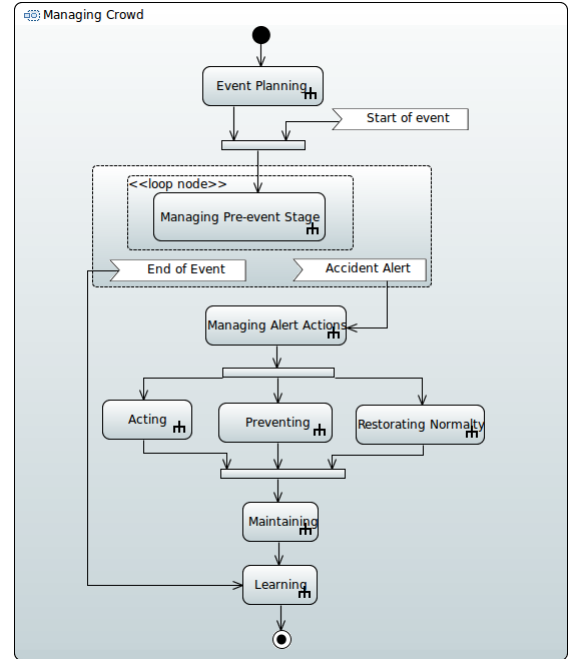 Managing Crowd
Event Planning
Start of event
<<loop node>>
Managing Pre-event Stage
End of Event
Accident Alert
Managing Alert Actions
Acting
Preventing
Restorating Normalty
Maintaining
Learning